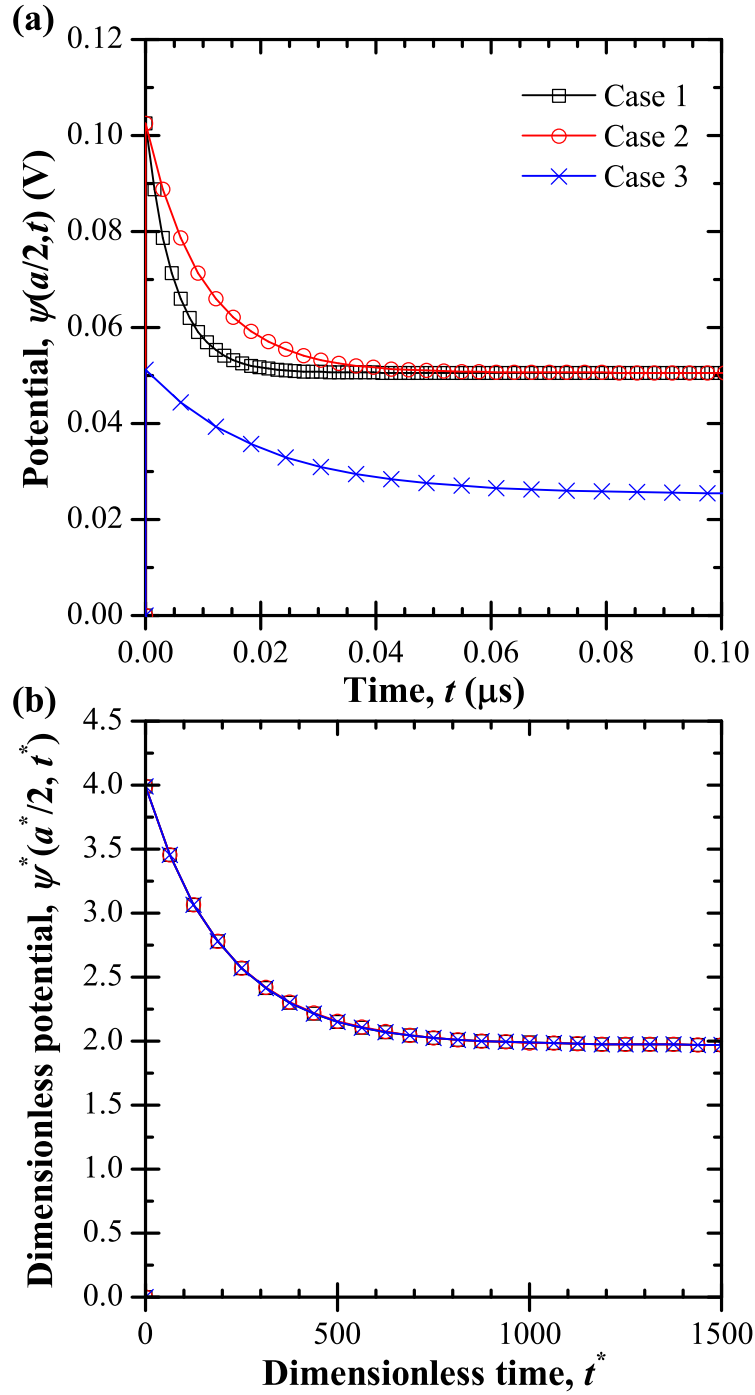 (a)
0.12
0.10
0.08
0.06
0.04
0.02
0.00
Potential, ψ(a/2,t) (V)
Case 1
Case 2
Case 3
0.00 0.02 0.04 0.06 0.08 0.10
Time, t (μs)
(b)
4.5
4.0
3.5
3.0
2.5
2.0
1.5
1.0
0.5
0.0
Dimensionless potential, ψ*(a*/2, t*)
0 500 1000 1500
Dimensionless time, t*